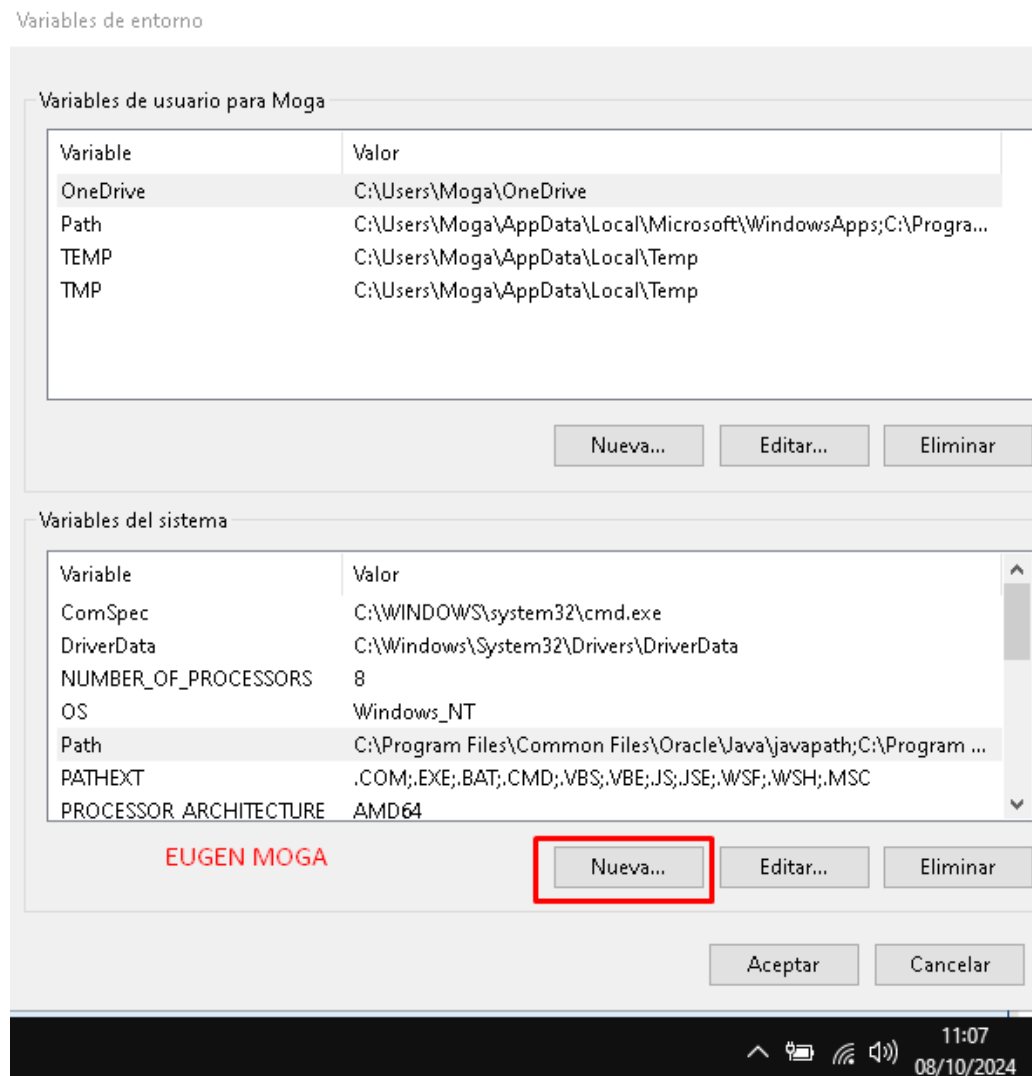 Variables de entorno
Variables de usuario para Moga
Variable Valor
OneDrive C:\Users\Moga\OneDrive
Path C:\Users\Moga\AppData\Local\Microsoft\WindowsApps;C:\Progra...
TEMP C:\Users\Moga\AppData\Local\Temp
TMP C:\Users\Moga\AppData\Local\Temp
Nueva... Editar... Eliminar
Variables del sistema
Variable Valor
ComSpec C:\WINDOWS\system32\cmd.exe
DriverData C:\Windows\System32\Drivers\DriverData
NUMBER_OF_PROCESSORS 8
OS Windows_NT
Path C:\Program Files\Common Files\Oracle\Java\javapath;C:\Program ...
PATHEXT .COM;.EXE;.BAT;.CMD;.VBS;.VBE;.JS;.JSE;.WSF;.WSH;.MSC
PROCESSOR_ARCHITECTURE AMD64
EUGEN MOGA
Nueva... Editar... Eliminar
Aceptar Cancelar
11:07
08/10/2024